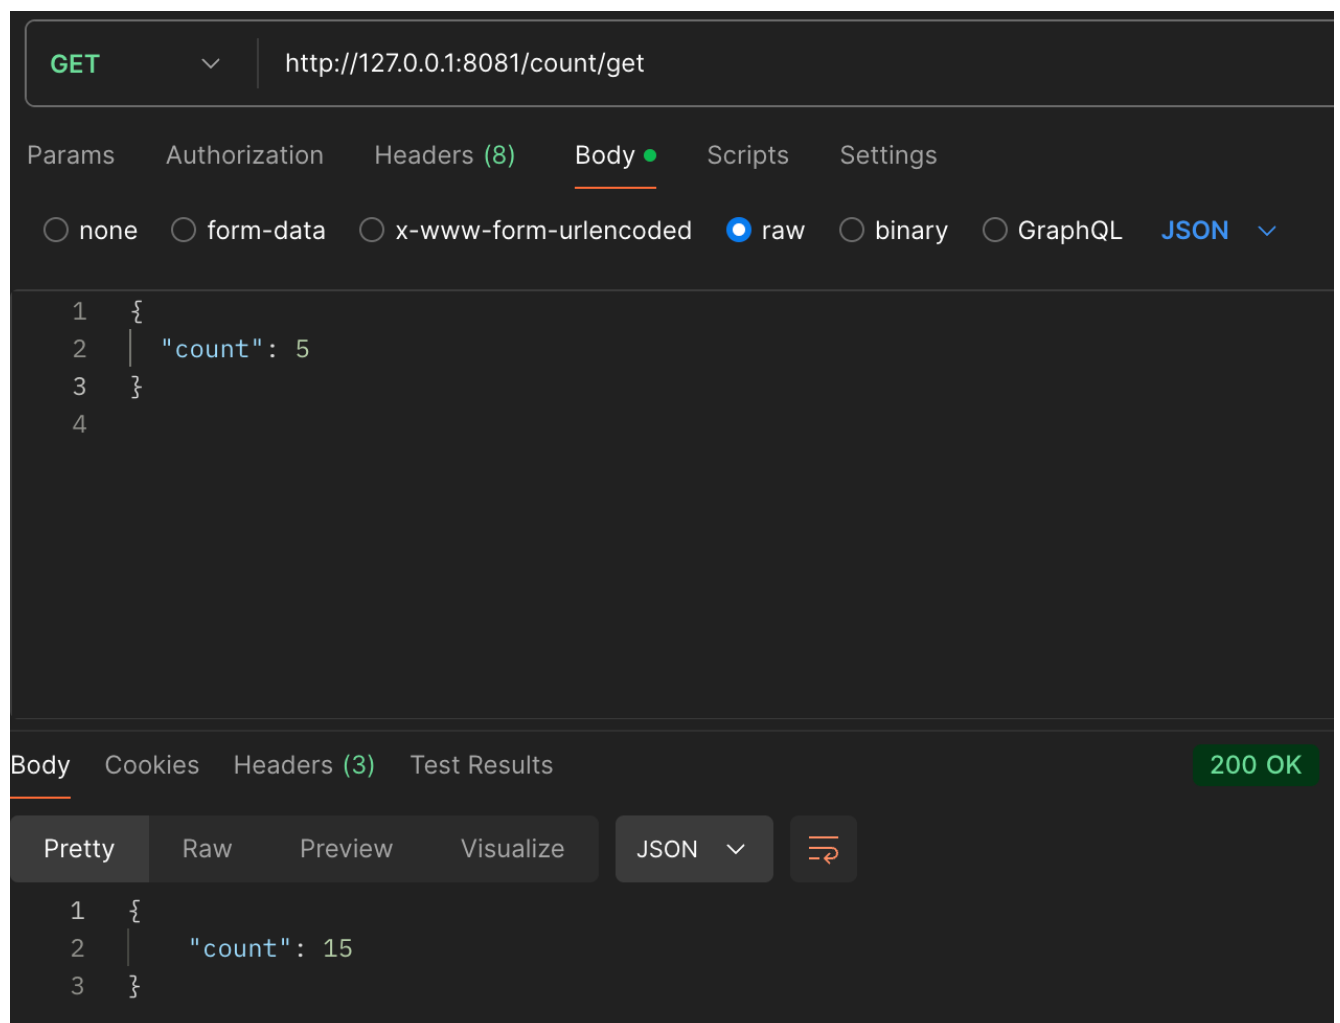 GET http://127.0.0.1:8081/count/get
Params Authorization Headers (8) Body Scripts Settings
none form-data x-www-form-urlencoded raw binary GraphQL JSON
1 {
2 "count": 5
3 }
4
Body Cookies Headers (3) Test Results 200 OK
Pretty Raw Preview Visualize JSON
1 {
2 "count": 15
3 }